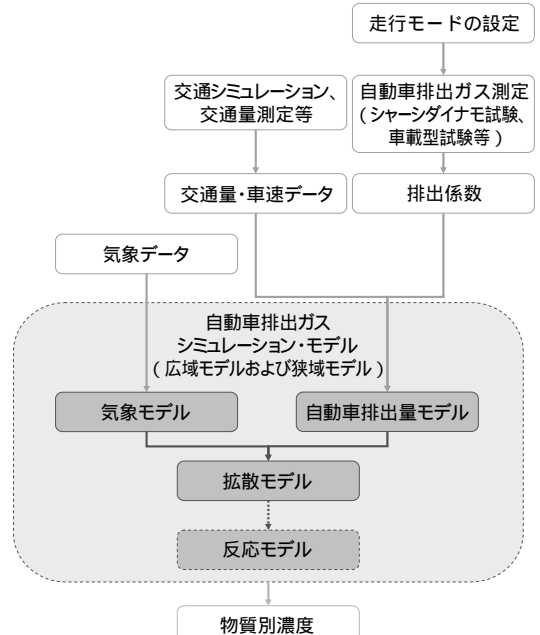 走行モードの設定
交通シミュレーション、
交通量測定等
自動車排出ガス測定
(シャーシダイナモ試験、
車載型試験等)
交通量・車速データ
排出係数
気象データ
自動車排出ガス
シミュレーション・モデル
(広域モデルおよび狭域モデル)
気象モデル
自動車排出量モデル
拡散モデル
反応モデル
物質別濃度